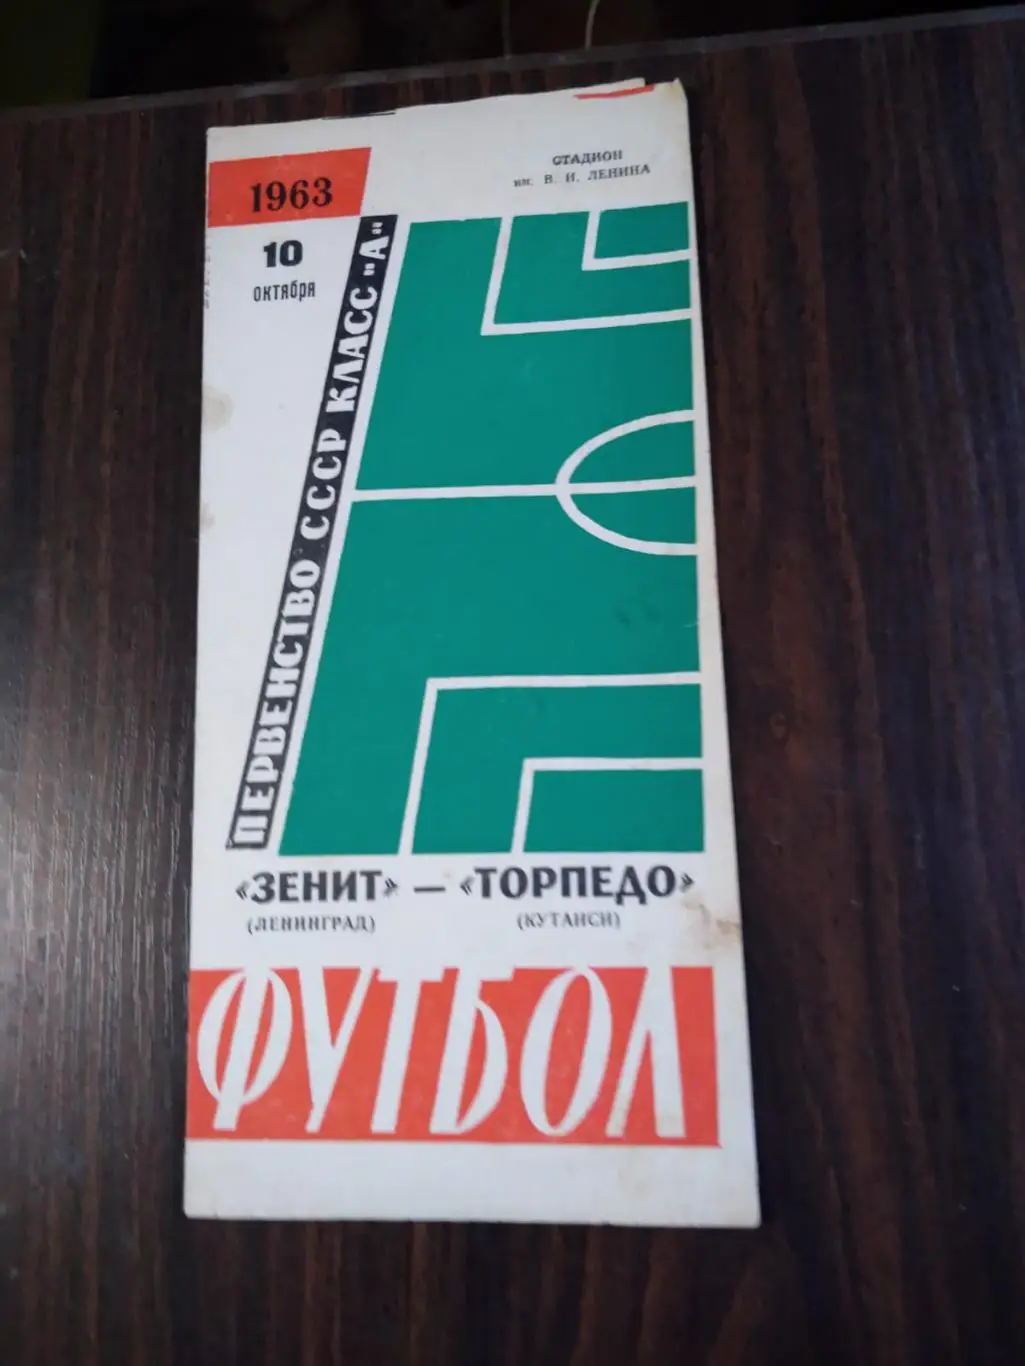 1963
10
октября
СТАДИОН
им. В. И. ЛЕНИНА
ПЕРВЕНСТВО СССР КЛАСС "А"
«ЗЕНИТ» — «ТОРПЕДО»
(ЛЕНИНГРАД) (КУТАИСИ)
ФУТБОЛ